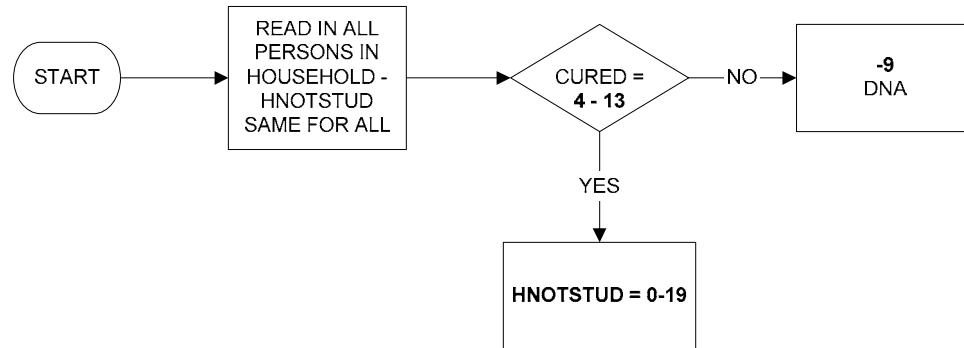 START
READ IN ALL
PERSONS IN
HOUSEHOLD -
HNOTSTUD
SAME FOR ALL
CURED =
4 - 13
NO
-9
DNA
YES
HNOTSTUD = 0-19